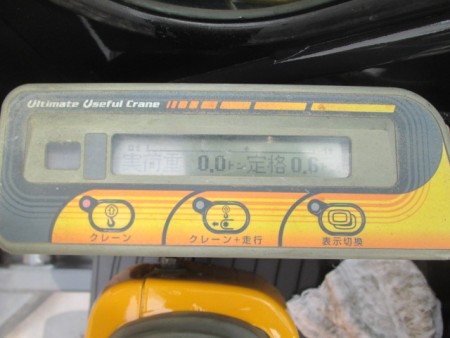 Ultimate Useful Crane
実荷重 0.0トン 定格 0.6
クレーン
クレーン+走行
表示切換